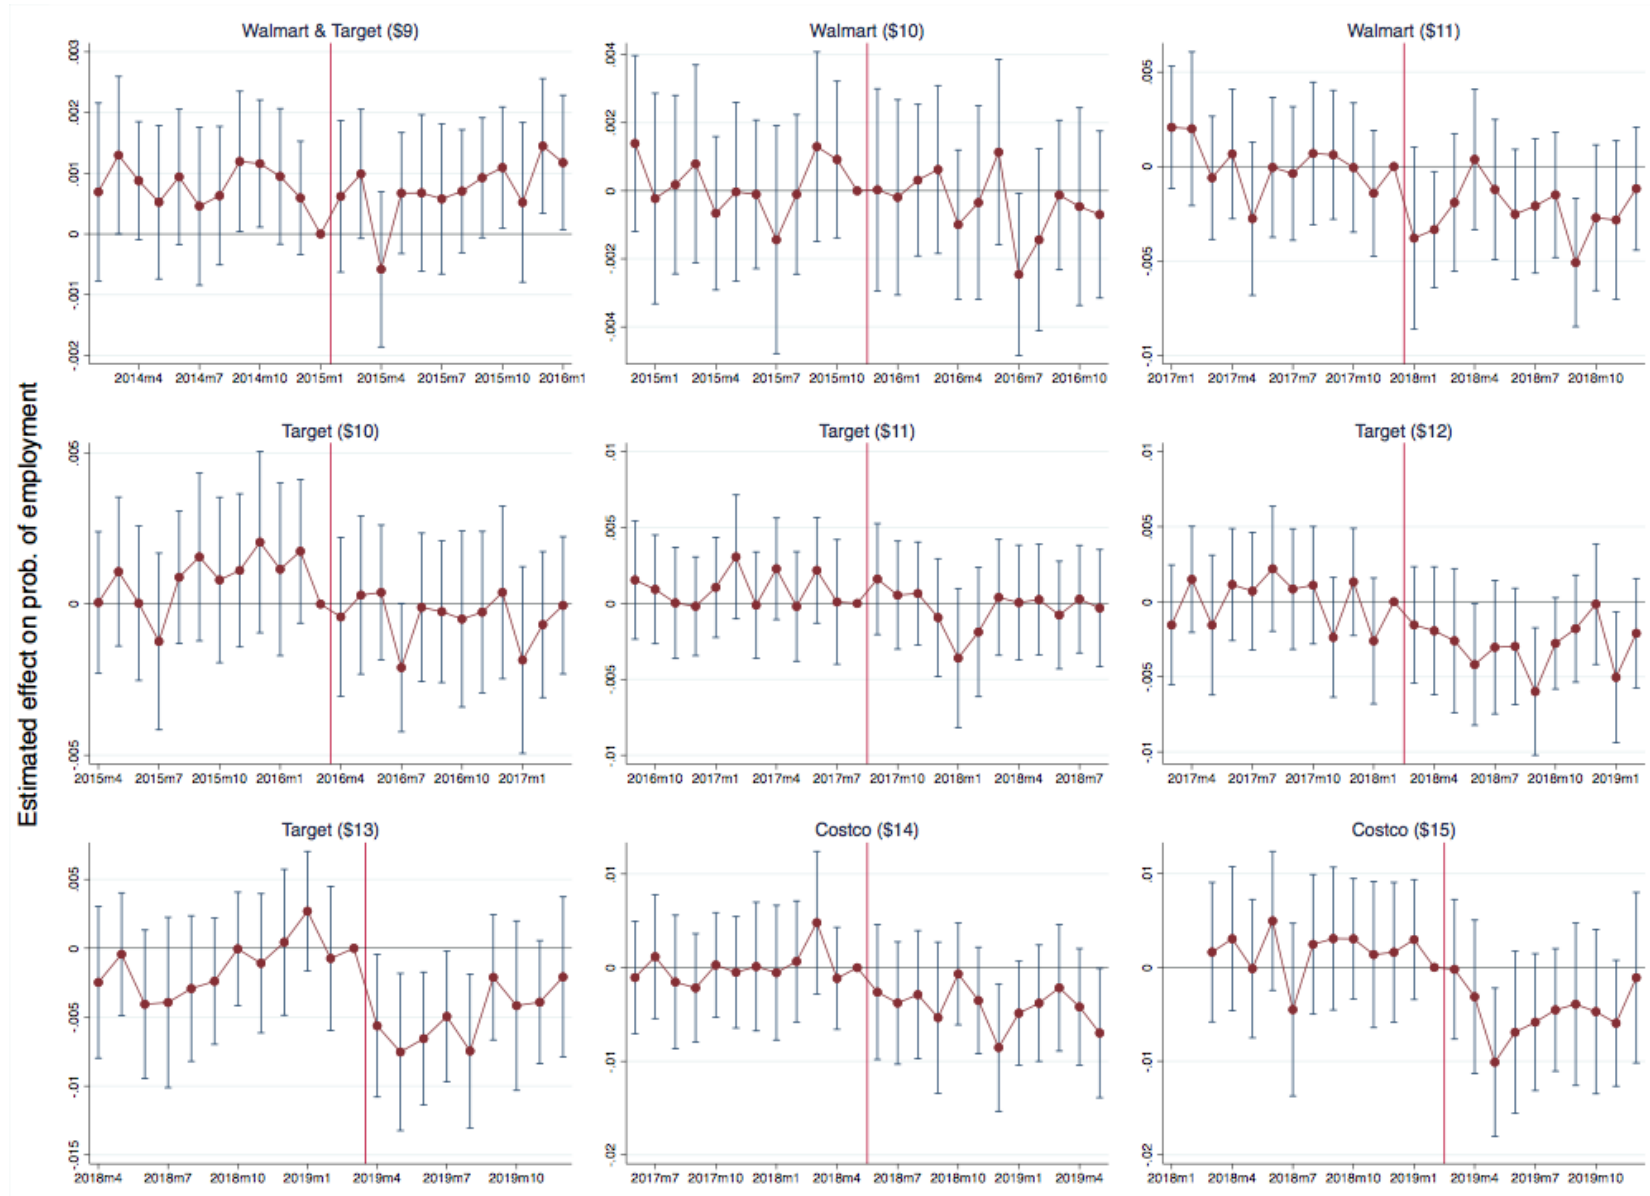 Estimated effect on prob. of employment
Walmart & Target ($9)
.003
.002
.001
0
-.001
-.002
2014m4 2014m7 2014m10 2015m1 2015m4 2015m7 2015m10 2016m1
Walmart ($10)
.004
.002
0
-.002
-.004
2015m1 2015m4 2015m7 2015m10 2016m1 2016m4 2016m7 2016m10
Walmart ($11)
.005
0
-.005
-.01
2017m1 2017m4 2017m7 2017m10 2018m1 2018m4 2018m7 2018m10
Target ($10)
.005
0
-.005
2015m4 2015m7 2015m10 2016m1 2016m4 2016m7 2016m10 2017m1
Target ($11)
.01
.005
0
-.005
-.01
2016m10 2017m1 2017m4 2017m7 2017m10 2018m1 2018m4 2018m7
Target ($12)
.01
.005
0
-.005
-.01
2017m4 2017m7 2017m10 2018m1 2018m4 2018m7 2018m10 2019m1
Target ($13)
.005
0
-.005
-.01
-.015
2018m4 2018m7 2018m10 2019m1 2019m4 2019m7 2019m10
Costco ($14)
.01
0
-.01
-.02
2017m7 2017m10 2018m1 2018m4 2018m7 2018m10 2019m1 2019m4
Costco ($15)
.01
0
-.01
-.02
2018m1 2018m4 2018m7 2018m10 2019m1 2019m4 2019m7 2019m10